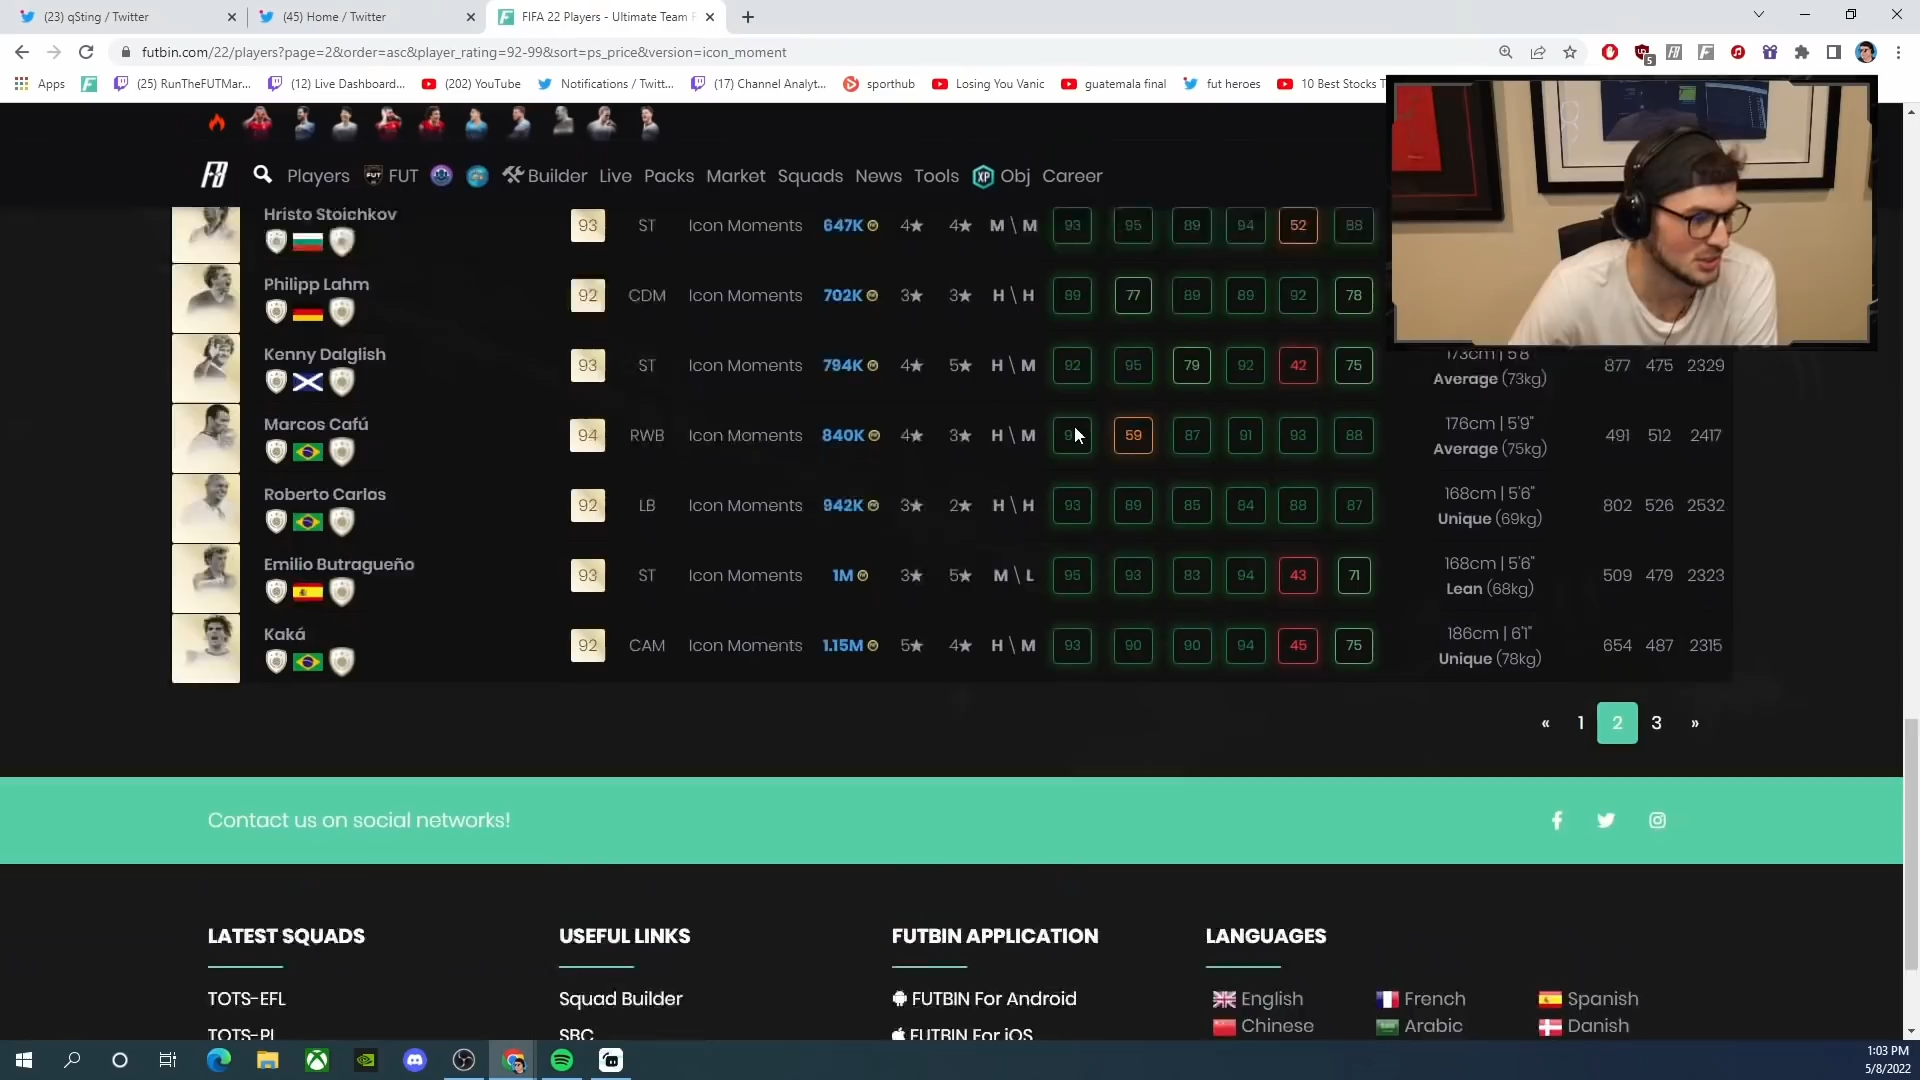 (23) qSting / Twitter
(45) Home / Twitter
FIFA 22 Players - Ultimate Team F
futbin.com/22/players?page=2&order=asc&player_rating=92-99&sort=ps_price&version=icon_moment
Apps (25) RunTheFUTMar... (12) Live Dashboard... (202) YouTube Notifications / Twitt... (17) Channel Analyt... sporthub Losing You Vanic guatemala final fut heroes 10 Best Stocks T
Players FUT Builder Live Packs Market Squads News Tools XP Obj Career
Hristo Stoichkov 93 ST Icon Moments 647K 4★ 4★ M \ M 93 95 89 94 52 88
Philipp Lahm 92 CDM Icon Moments 702K 3★ 3★ H \ H 89 77 89 89 92 78
Kenny Dalglish 93 ST Icon Moments 794K 4★ 5★ H \ M 92 95 79 92 42 75 173cm | 5'8" Average (73kg) 877 475 2329
Marcos Cafú 94 RWB Icon Moments 840K 4★ 3★ H \ M 59 87 91 93 88 176cm | 5'9" Average (75kg) 491 512 2417
Roberto Carlos 92 LB Icon Moments 942K 3★ 2★ H \ H 93 89 85 84 88 87 168cm | 5'6" Unique (69kg) 802 526 2532
Emilio Butragueño 93 ST Icon Moments 1M 3★ 5★ M \ L 95 93 83 94 43 71 168cm | 5'6" Lean (68kg) 509 479 2323
Kaká 92 CAM Icon Moments 1.15M 5★ 4★ H \ M 93 90 90 94 45 75 186cm | 6'1" Unique (78kg) 654 487 2315
« 1 2 3 »
Contact us on social networks!
LATEST SQUADS USEFUL LINKS FUTBIN APPLICATION LANGUAGES
TOTS-EFL Squad Builder FUTBIN For Android English French Spanish
TOTS-PL SBC FUTBIN For iOS Chinese Arabic Danish
1:03 PM
5/8/2022